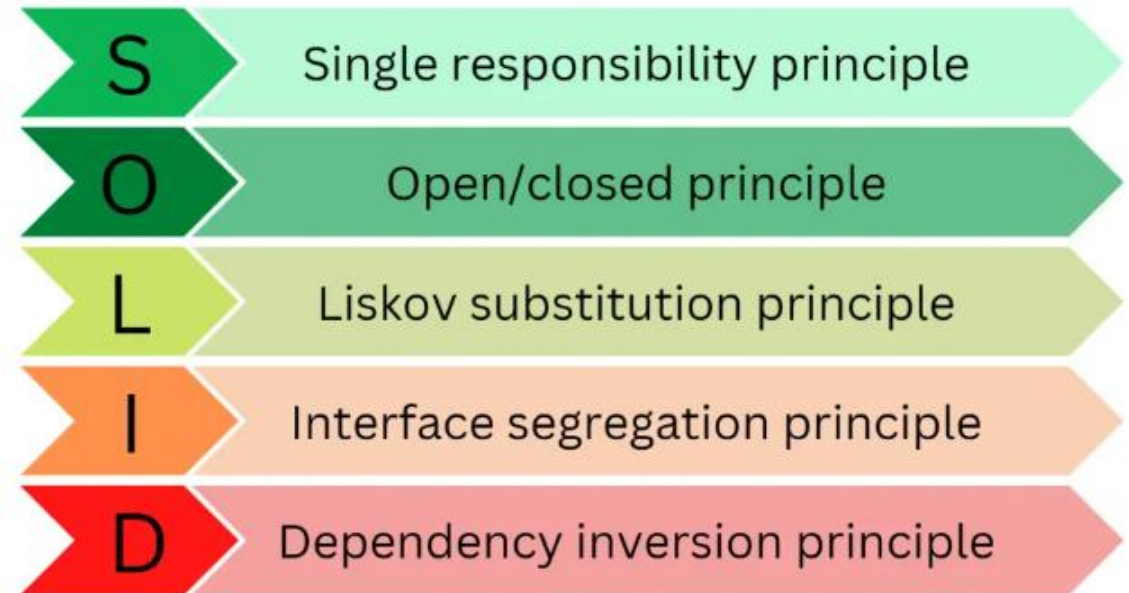 S Single responsibility principle
O Open/closed principle
L Liskov substitution principle
I Interface segregation principle
D Dependency inversion principle